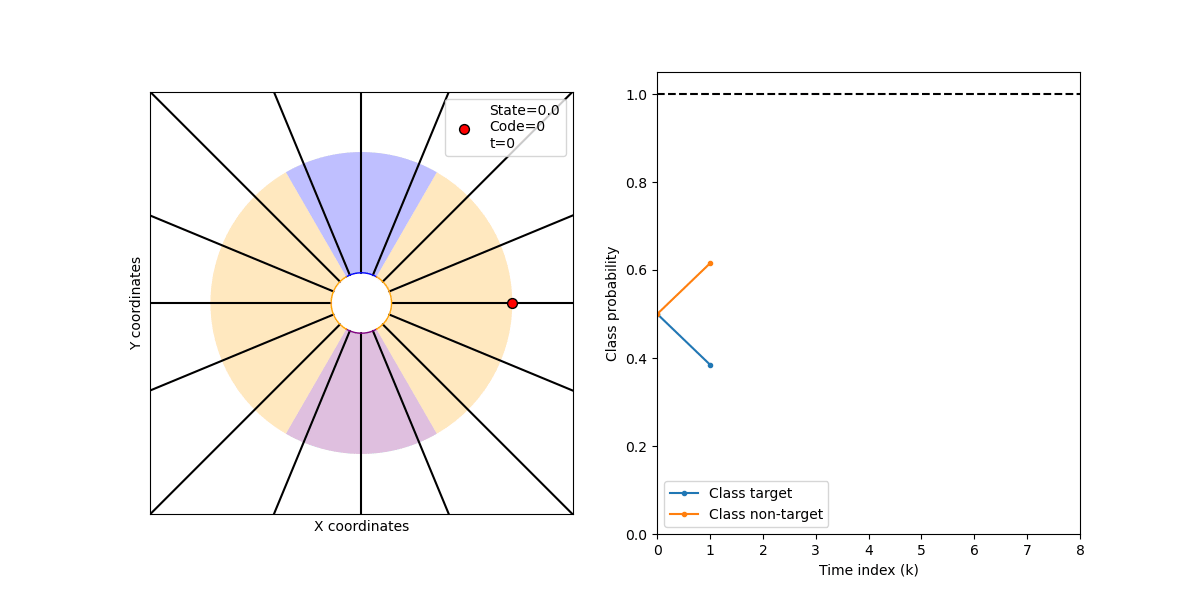 State=0.0
Code=0
t=0
Y coordinates
X coordinates
1.0
0.8
0.6
0.4
0.2
0.0
Class probability
Class target
Class non-target
0 1 2 3 4 5 6 7 8
Time index (k)